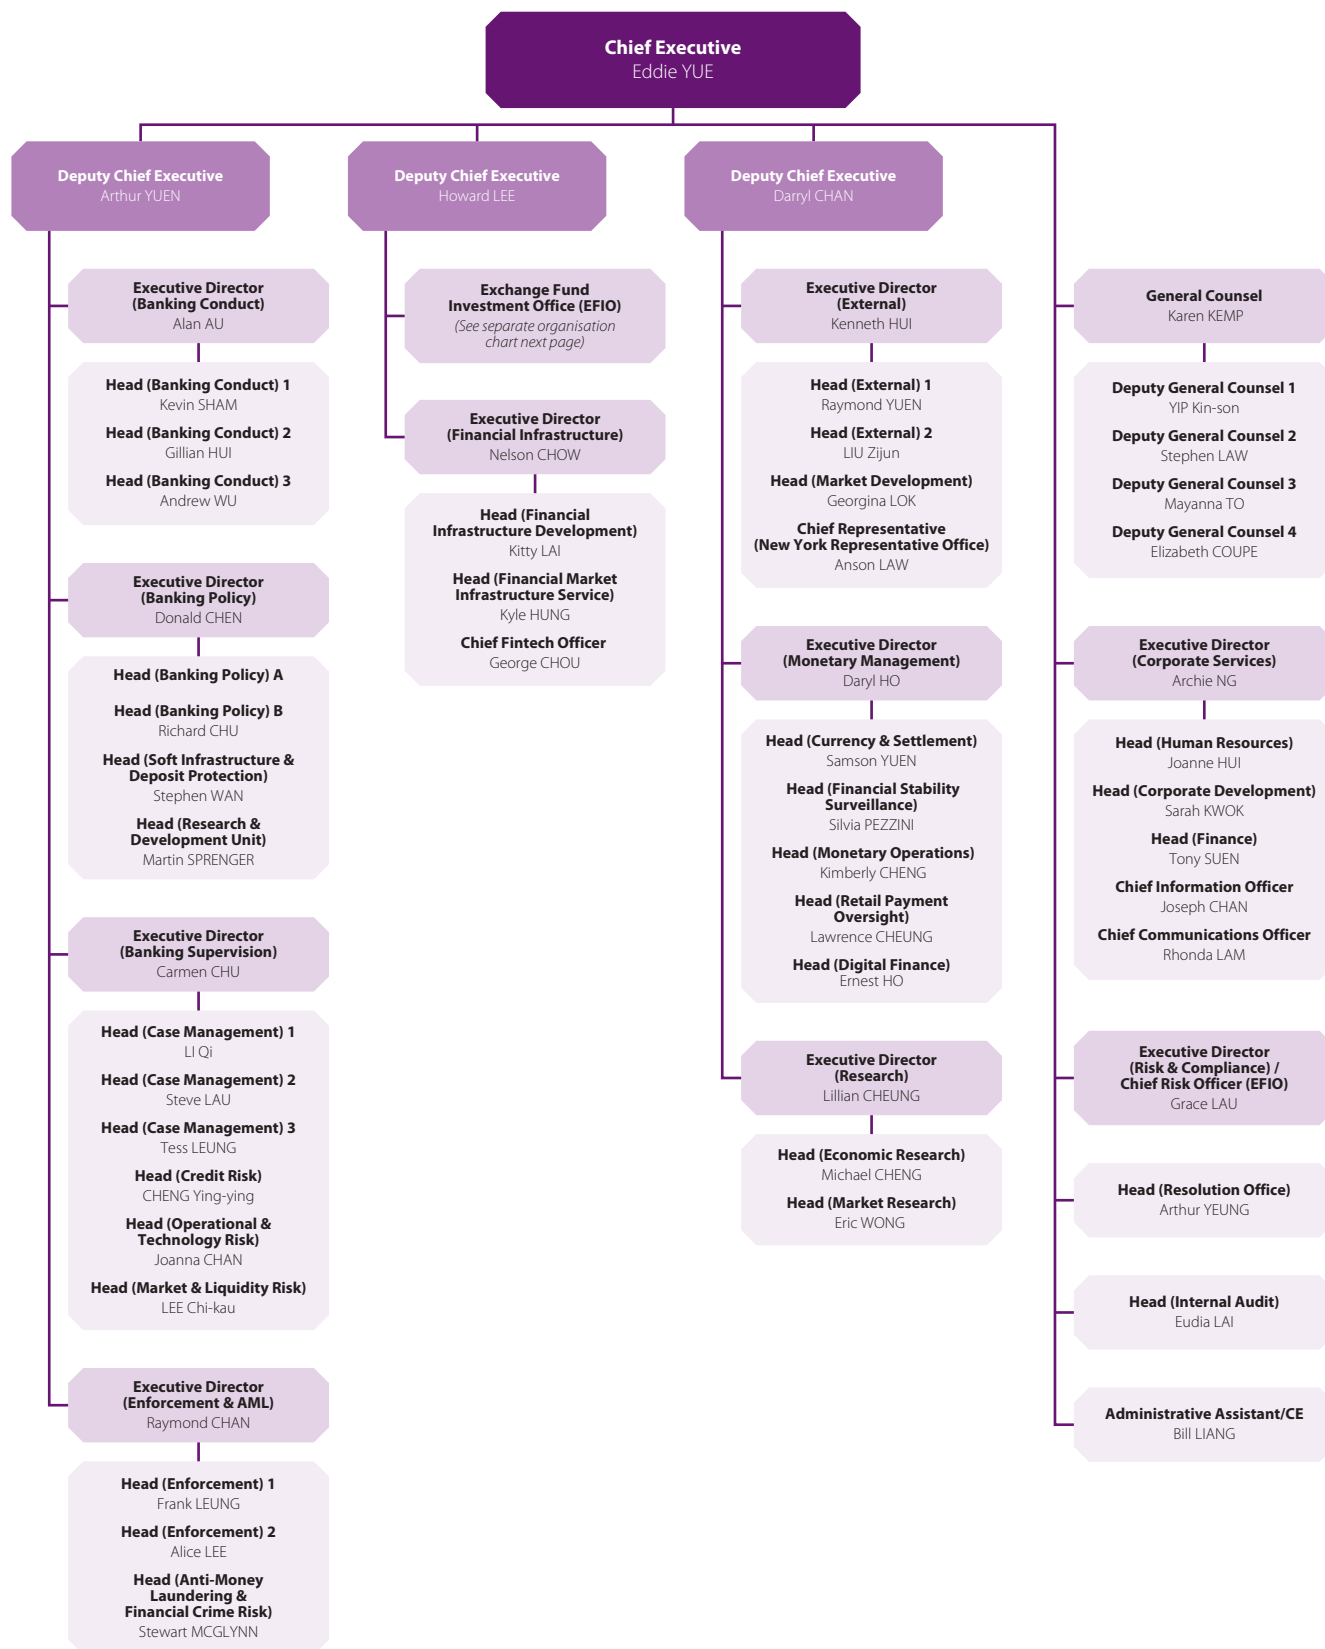 Chief Executive
Eddie YUE
Deputy Chief Executive
Arthur YUEN
Executive Director
(Banking Conduct)
Alan AU
Head (Banking Conduct) 1
Kevin SHAM
Head (Banking Conduct) 2
Gillian HUI
Head (Banking Conduct) 3
Andrew WU
Executive Director
(Banking Policy)
Donald CHEN
Head (Banking Policy) A
Head (Banking Policy) B
Richard CHU
Head (Soft Infrastructure &
Deposit Protection)
Stephen WAN
Head (Research &
Development Unit)
Martin SPRENGER
Executive Director
(Banking Supervision)
Carmen CHU
Head (Case Management) 1
LI Qi
Head (Case Management) 2
Steve LAU
Head (Case Management) 3
Tess LEUNG
Head (Credit Risk)
CHENG Ying-ying
Head (Operational &
Technology Risk)
Joanna CHAN
Head (Market & Liquidity Risk)
LEE Chi-kau
Executive Director
(Enforcement & AML)
Raymond CHAN
Head (Enforcement) 1
Frank LEUNG
Head (Enforcement) 2
Alice LEE
Head (Anti-Money
Laundering &
Financial Crime Risk)
Stewart MCGLYNN
Deputy Chief Executive
Howard LEE
Exchange Fund
Investment Office (EFIO)
(See separate organisation
chart next page)
Executive Director
(Financial Infrastructure)
Nelson CHOW
Head (Financial
Infrastructure Development)
Kitty LAI
Head (Financial Market
Infrastructure Service)
Kyle HUNG
Chief Fintech Officer
George CHOU
Deputy Chief Executive
Darryl CHAN
Executive Director
(External)
Kenneth HUI
Head (External) 1
Raymond YUEN
Head (External) 2
LIU Zijun
Head (Market Development)
Georgina LOK
Chief Representative
(New York Representative Office)
Anson LAW
Executive Director
(Monetary Management)
Daryl HO
Head (Currency & Settlement)
Samson YUEN
Head (Financial Stability
Surveillance)
Silvia PEZZINI
Head (Monetary Operations)
Kimberly CHENG
Head (Retail Payment
Oversight)
Lawrence CHEUNG
Head (Digital Finance)
Ernest HO
Executive Director
(Research)
Lillian CHEUNG
Head (Economic Research)
Michael CHENG
Head (Market Research)
Eric WONG
General Counsel
Karen KEMP
Deputy General Counsel 1
YIP Kin-son
Deputy General Counsel 2
Stephen LAW
Deputy General Counsel 3
Mayanna TO
Deputy General Counsel 4
Elizabeth COUPE
Executive Director
(Corporate Services)
Archie NG
Head (Human Resources)
Joanne HUI
Head (Corporate Development)
Sarah KWOK
Head (Finance)
Tony SUEN
Chief Information Officer
Joseph CHAN
Chief Communications Officer
Rhonda LAM
Executive Director
(Risk & Compliance) /
Chief Risk Officer (EFIO)
Grace LAU
Head (Resolution Office)
Arthur YEUNG
Head (Internal Audit)
Eudia LAI
Administrative Assistant/CE
Bill LIANG